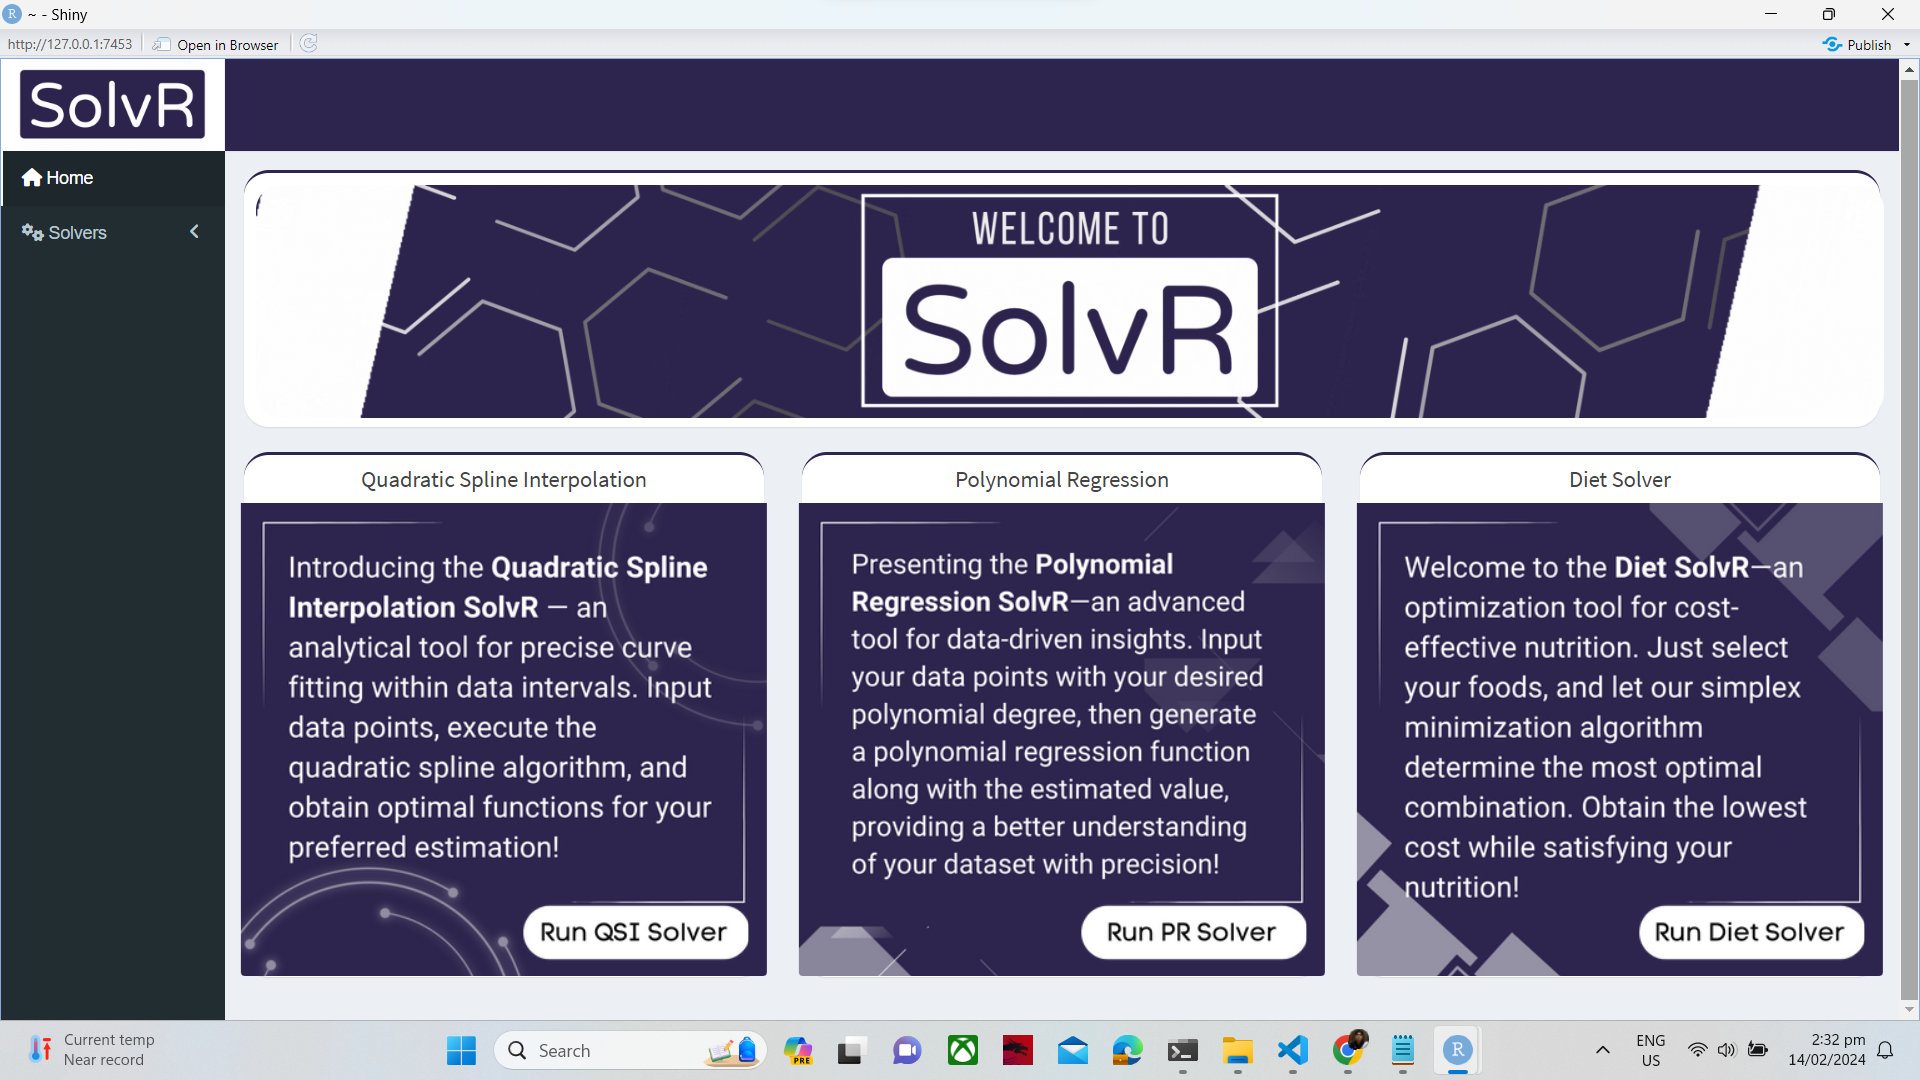 ~ - Shiny
http://127.0.0.1:7453
Open in Browser
Publish
SolvR
Home
Solvers
WELCOME TO
SolvR
Quadratic Spline Interpolation
Introducing the Quadratic Spline
Interpolation SolvR — an
analytical tool for precise curve
fitting within data intervals. Input
data points, execute the
quadratic spline algorithm, and
obtain optimal functions for your
preferred estimation!
Run QSI Solver
Polynomial Regression
Presenting the Polynomial
Regression SolvR—an advanced
tool for data-driven insights. Input
your data points with your desired
polynomial degree, then generate
a polynomial regression function
along with the estimated value,
providing a better understanding
of your dataset with precision!
Run PR Solver
Diet Solver
Welcome to the Diet SolvR—an
optimization tool for cost-
effective nutrition. Just select
your foods, and let our simplex
minimization algorithm
determine the most optimal
combination. Obtain the lowest
cost while satisfying your
nutrition!
Run Diet Solver
Current temp
Near record
Search
PRE
R
ENG
US
2:32 pm
14/02/2024